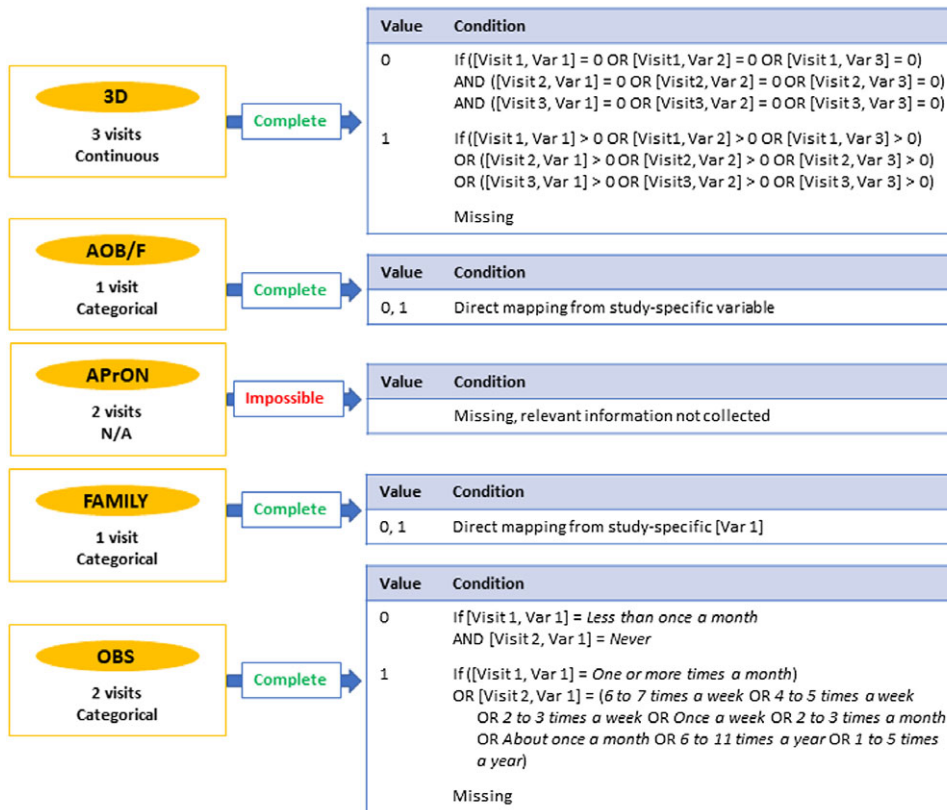 3D
3 visits
Continuous
Complete
Value Condition
0 If ([Visit 1, Var 1] = 0 OR [Visit1, Var 2] = 0 OR [Visit 1, Var 3] = 0)
AND ([Visit 2, Var 1] = 0 OR [Visit2, Var 2] = 0 OR [Visit 2, Var 3] = 0)
AND ([Visit 3, Var 1] = 0 OR [Visit3, Var 2] = 0 OR [Visit 3, Var 3] = 0)
1 If ([Visit 1, Var 1] > 0 OR [Visit1, Var 2] > 0 OR [Visit 1, Var 3] > 0)
OR ([Visit 2, Var 1] > 0 OR [Visit2, Var 2] > 0 OR [Visit 2, Var 3] > 0)
OR ([Visit 3, Var 1] > 0 OR [Visit3, Var 2] > 0 OR [Visit 3, Var 3] > 0)
Missing
AOB/F
1 visit
Categorical
Complete
Value Condition
0, 1 Direct mapping from study-specific variable
APrON
2 visits
N/A
Impossible
Value Condition
Missing, relevant information not collected
FAMILY
1 visit
Categorical
Complete
Value Condition
0, 1 Direct mapping from study-specific [Var 1]
OBS
2 visits
Categorical
Complete
Value Condition
0 If [Visit 1, Var 1] = Less than once a month
AND [Visit 2, Var 1] = Never
1 If ([Visit 1, Var 1] = One or more times a month)
OR [Visit 2, Var 1] = (6 to 7 times a week OR 4 to 5 times a week
OR 2 to 3 times a week OR Once a week OR 2 to 3 times a month
OR About once a month OR 6 to 11 times a year OR 1 to 5 times
a year)
Missing